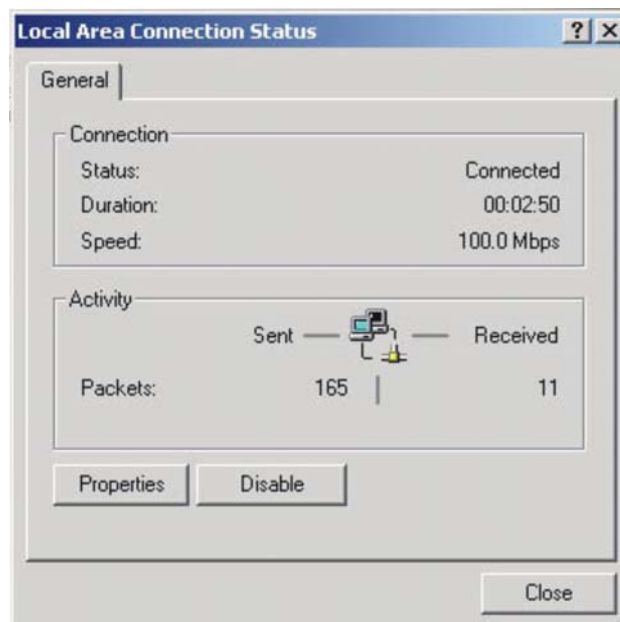 Local Area Connection Status
General
Connection
Status: Connected
Duration: 00:02:50
Speed: 100.0 Mbps
Activity
Sent Received
Packets: 165 11
Properties Disable
Close